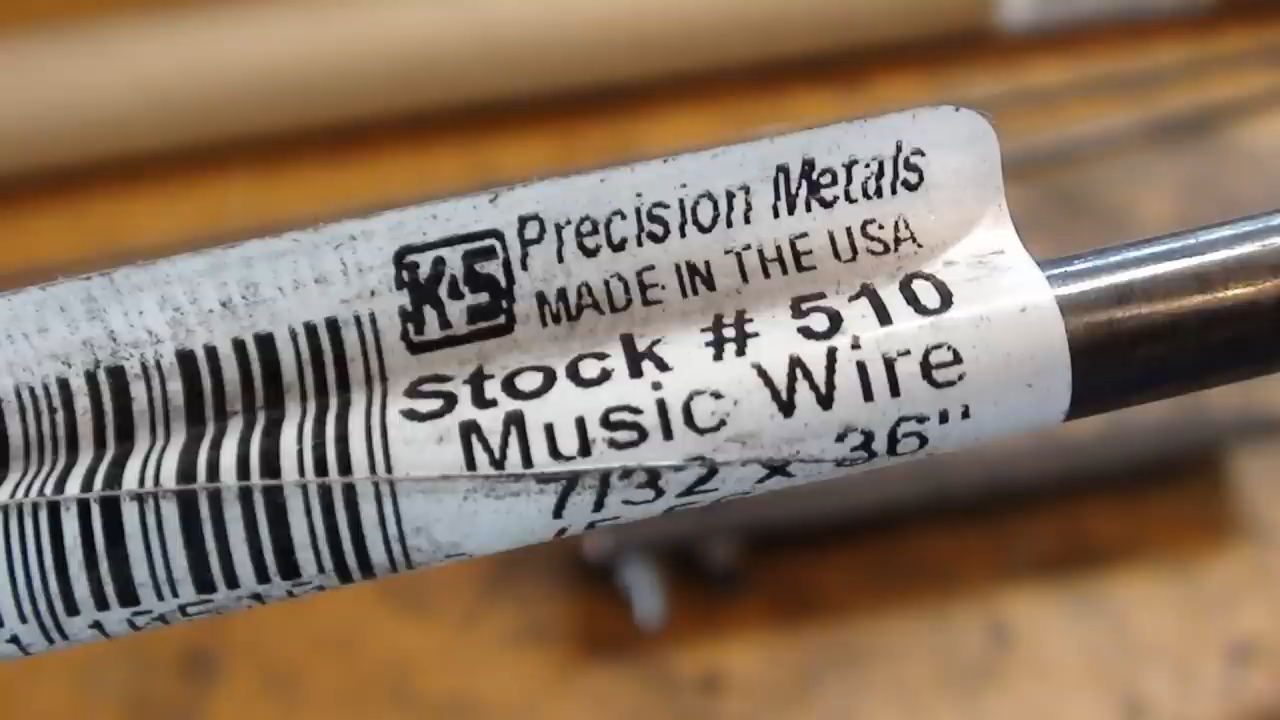 K&S Precision Metals
MADE IN THE USA
Stock # 510
Music Wire
7/32 x 36"